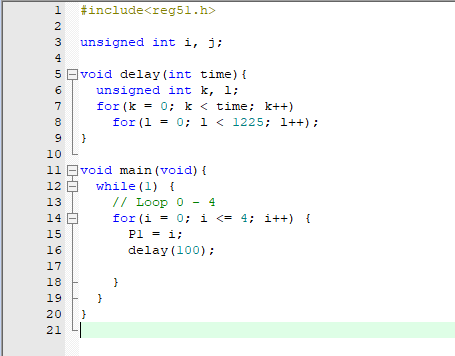 1 #include<reg51.h>
2
3 unsigned int i, j;
4
5 void delay(int time){
6 unsigned int k, l;
7 for(k = 0; k < time; k++)
8 for(l = 0; l < 1225; l++);
9 }
10
11 void main(void){
12 while(1) {
13 // Loop 0 - 4
14 for(i = 0; i <= 4; i++) {
15 P1 = i;
16 delay(100);
17
18 }
19 }
20 }
21